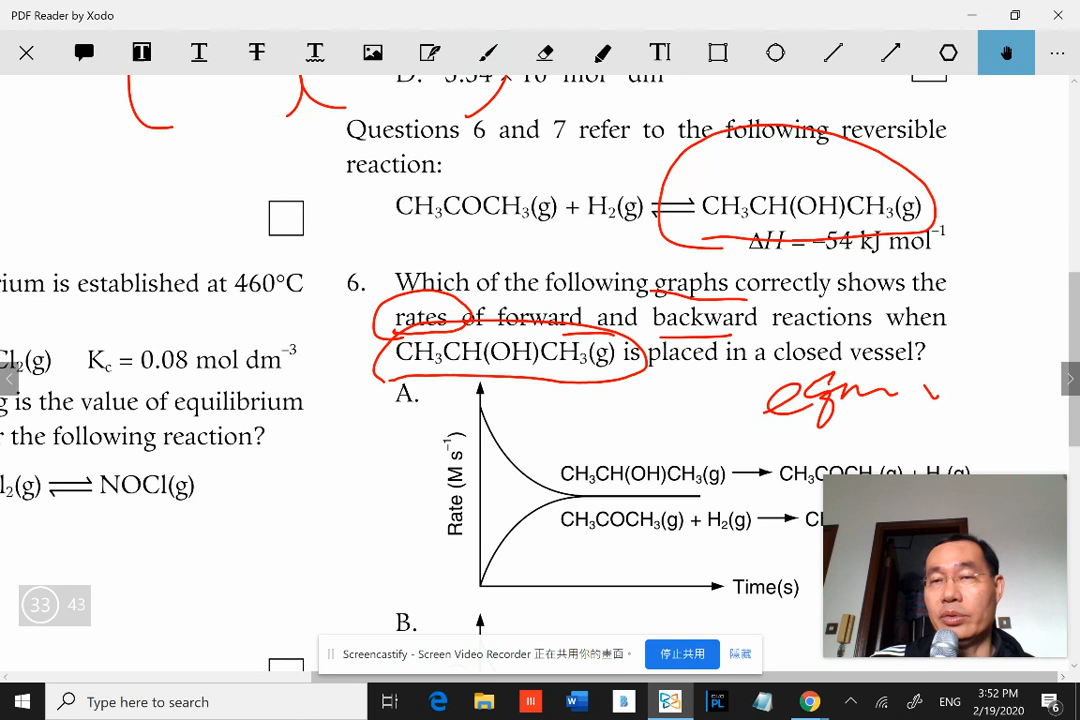 PDF Reader by Xodo
Questions 6 and 7 refer to the following reversible
reaction:
CH₃COCH₃(g) + H₂(g) ⇌ CH₃CH(OH)CH₃(g)
ΔH = –54 kJ mol⁻¹
rium is established at 460°C
Cl₂(g) K꜀ = 0.08 mol dm⁻³
g is the value of equilibrium
r the following reaction?
l₂(g) ⇌ NOCl(g)
6. Which of the following graphs correctly shows the
rates of forward and backward reactions when
CH₃CH(OH)CH₃(g) is placed in a closed vessel?
eqm
A.
Rate (M s⁻¹)
CH₃CH(OH)CH₃(g) → CH₃COCH₃(g) + H₂(g)
CH₃COCH₃(g) + H₂(g) → C
Time(s)
33 43
B.
Screencastify - Screen Video Recorder 正在共用你的畫面。
停止共用
隱藏
Type here to search
ENG
3:52 PM
2/19/2020
6